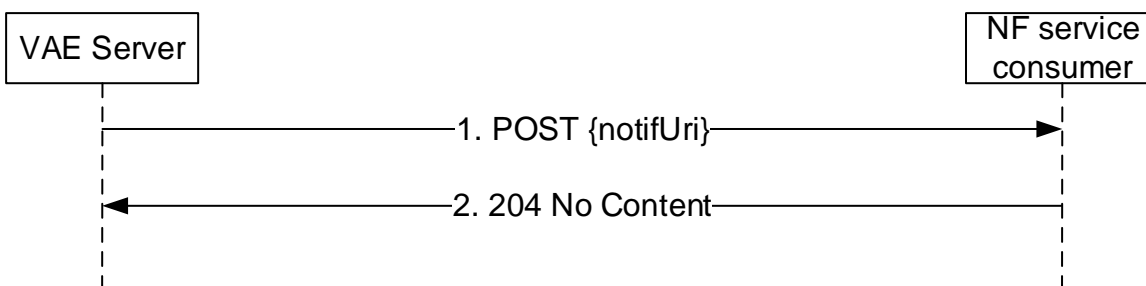 VAE Server
NF service
consumer
1. POST {notifUri}
2. 204 No Content